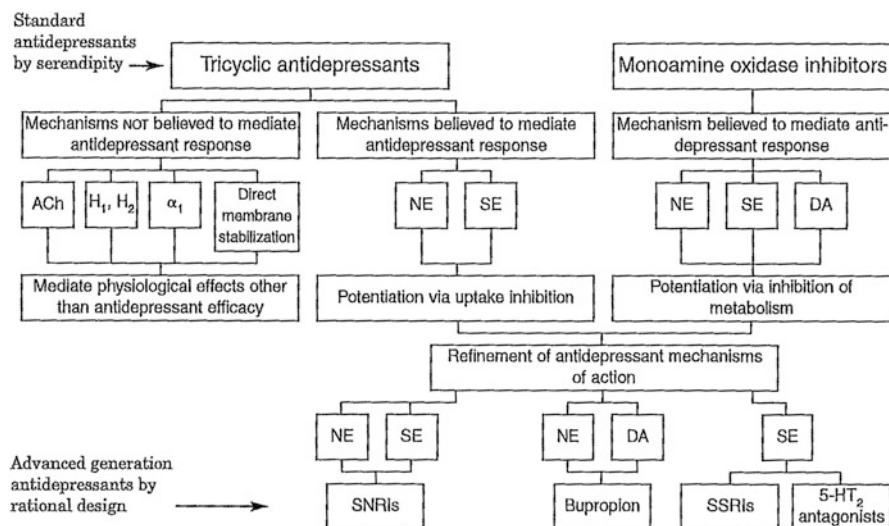 Standard
antidepressants
by serendipity
Tricyclic antidepressants
Monoamine oxidase inhibitors
Mechanisms NOT believed to mediate
antidepressant response
Mechanisms believed to mediate
antidepressant response
Mechanism believed to mediate anti-
depressant response
ACh
H1, H2
α1
Direct
membrane
stabilization
NE
SE
NE
SE
DA
Mediate physiological effects other
than antidepressant efficacy
Potentiation via uptake inhibition
Potentiation via inhibition of
metabolism
Refinement of antidepressant mechanisms
of action
NE
SE
NE
DA
SE
Advanced generation
antidepressants by
rational design
SNRIs
Bupropion
SSRIs
5-HT2
antagonists